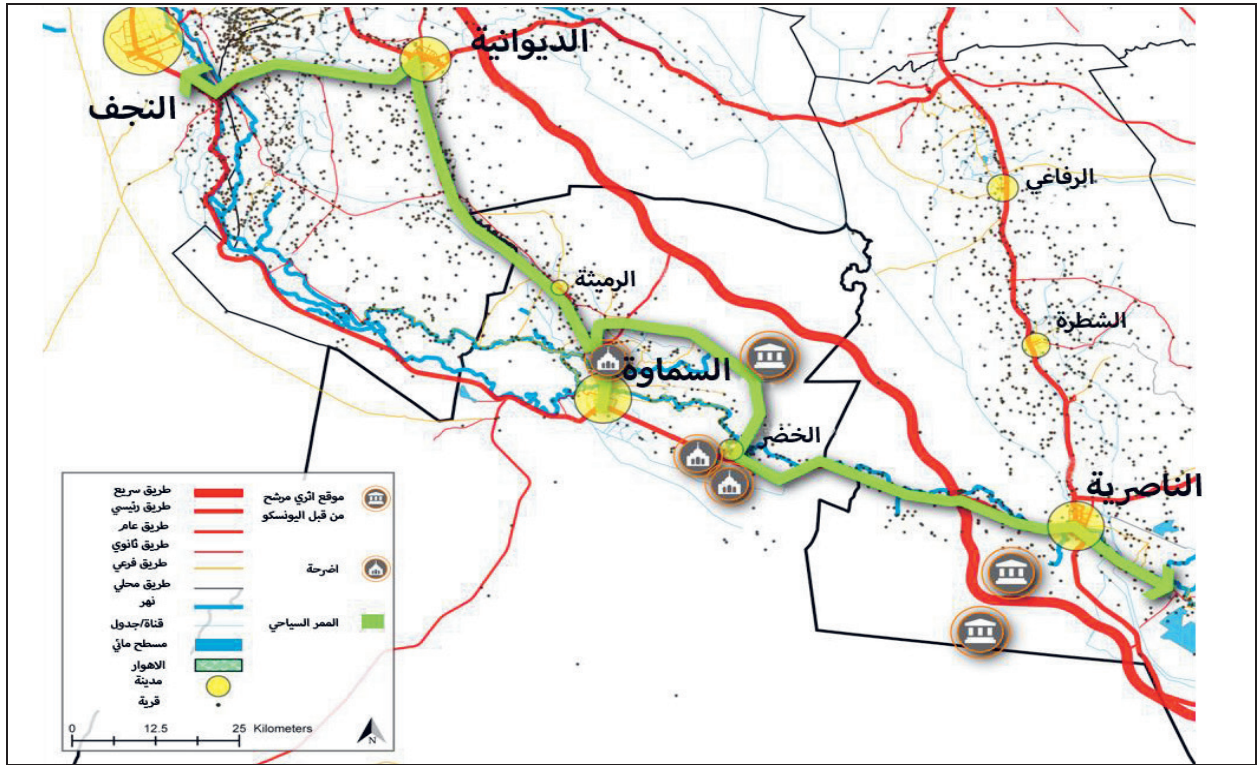 الديوانية
النجف
الرفاعي
الرميثة
الشطرة
السماوة
الخضر
الناصرية
طريق سريع
طريق رئيسي
طريق عام
طريق ثانوي
طريق فرعي
طريق محلي
نهر
قناة/جدول
مسطح مائي
الاهوار
مدينة
قرية
موقع اثري مرشح
من قبل اليونسكو
اضرحة
الممر السياحي
0 12.5 25 Kilometers
N